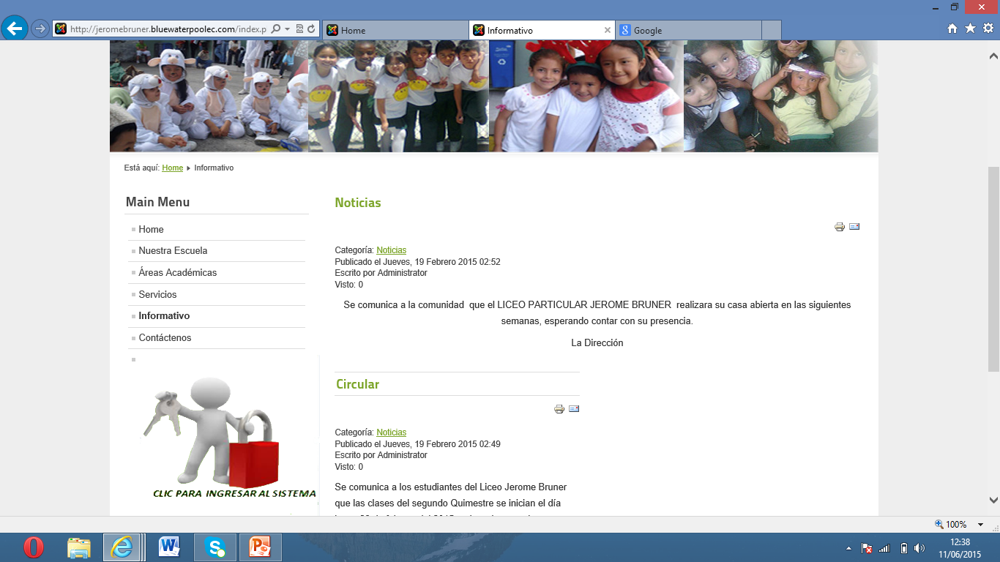 http://jeromebruner.bluewaterpoolec.com/index.p
Home
Informativo
Google
Está aquí: Home Informativo
Main Menu
Home
Nuestra Escuela
Áreas Académicas
Servicios
Informativo
Contáctenos
CLIC PARA INGRESAR AL SISTEMA
Noticias
Categoría: Noticias
Publicado el Jueves, 19 Febrero 2015 02:52
Escrito por Administrator
Visto: 0
Se comunica a la comunidad que el LICEO PARTICULAR JEROME BRUNER realizara su casa abierta en las siguientes
semanas, esperando contar con su presencia.
La Dirección
Circular
Categoría: Noticias
Publicado el Jueves, 19 Febrero 2015 02:49
Escrito por Administrator
Visto: 0
Se comunica a los estudiantes del Liceo Jerome Bruner
que las clases del segundo Quimestre se inician el día
100%
12:38
11/06/2015